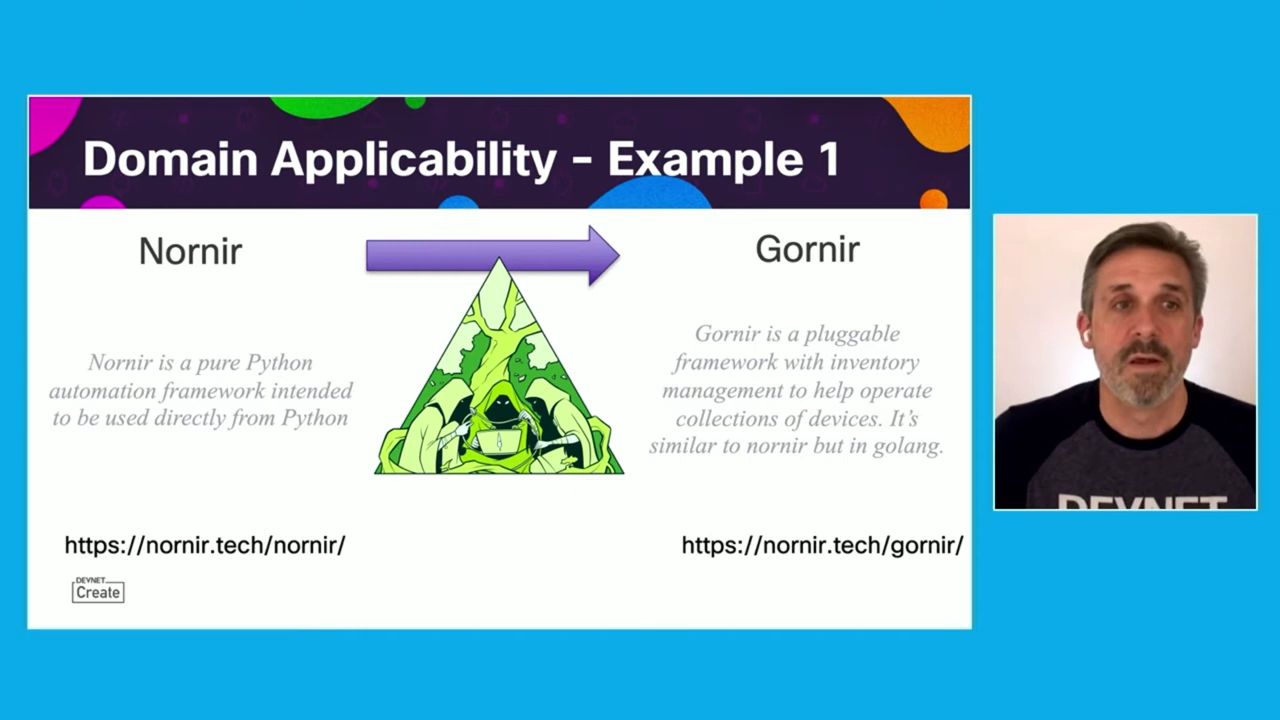 Domain Applicability - Example 1
Nornir
Gornir
Nornir is a pure Python
automation framework intended
to be used directly from Python
Gornir is a pluggable
framework with inventory
management to help operate
collections of devices. It's
similar to nornir but in golang.
https://nornir.tech/nornir/
https://nornir.tech/gornir/
DEVNET
Create
DEVNET